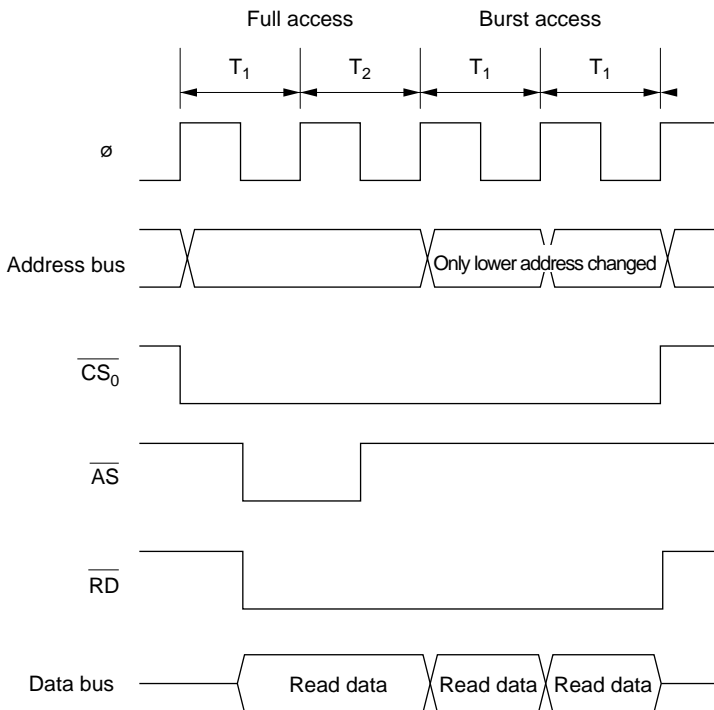 Full access Burst access
T1 T2 T1 T1
ø
Address bus Only lower address changed
CS0
AS
RD
Data bus Read data Read data Read data